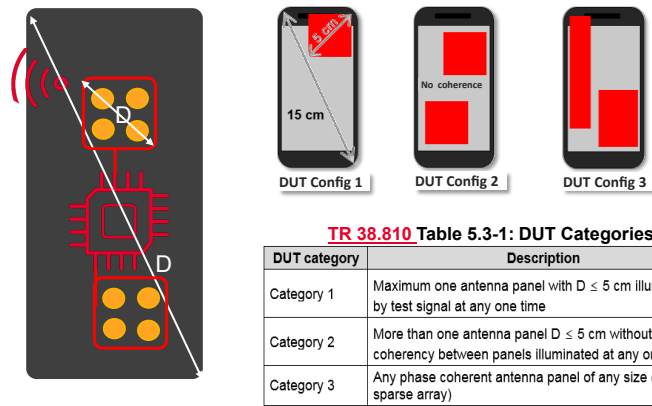 D
D
5 cm
15 cm
No coherence
DUT Config 1
DUT Config 2
DUT Config 3
TR 38.810 Table 5.3-1: DUT Categories
DUT category
Description
Category 1
Maximum one antenna panel with D ≤ 5 cm
by test signal at any one time
Category 2
More than one antenna panel D ≤ 5 cm without
coherency between panels illuminated at any
Category 3
Any phase coherent antenna panel of any size
sparse array)